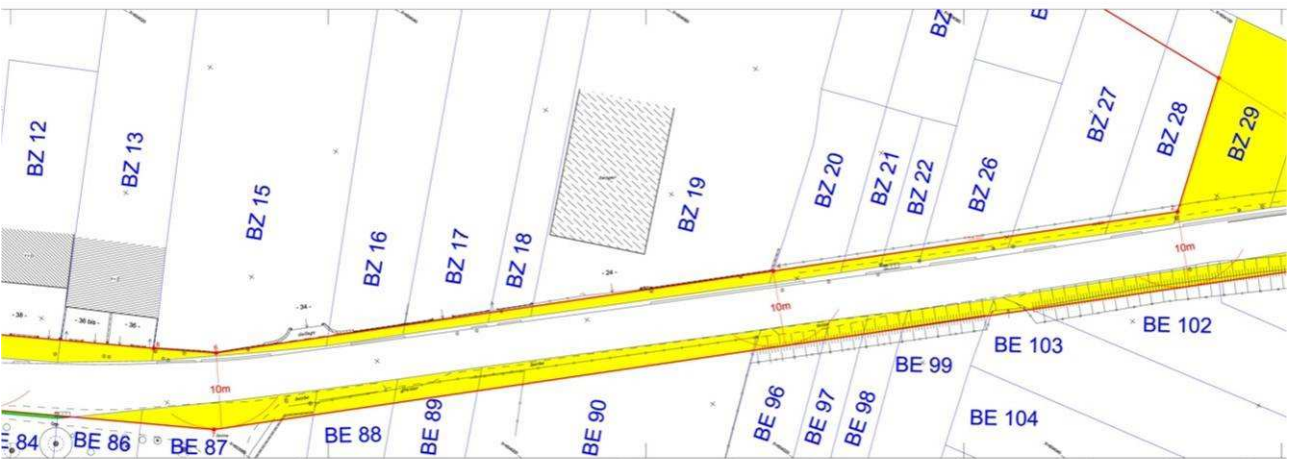 BZ 12
BZ 13
BZ 15
BZ 16
BZ 17
BZ 18
BZ 19
BZ 20
BZ 21
BZ 22
BZ
BZ 26
BZ 27
BZ 28
BZ 29
- 38 -
- 36 bis -
- 36 -
- 34 -
- 24 -
10m
10m
10m
BE 86
BE 87
BE 88
BE 89
BE 90
BE 96
BE 97
BE 98
BE 99
BE 103
BE 102
BE 104